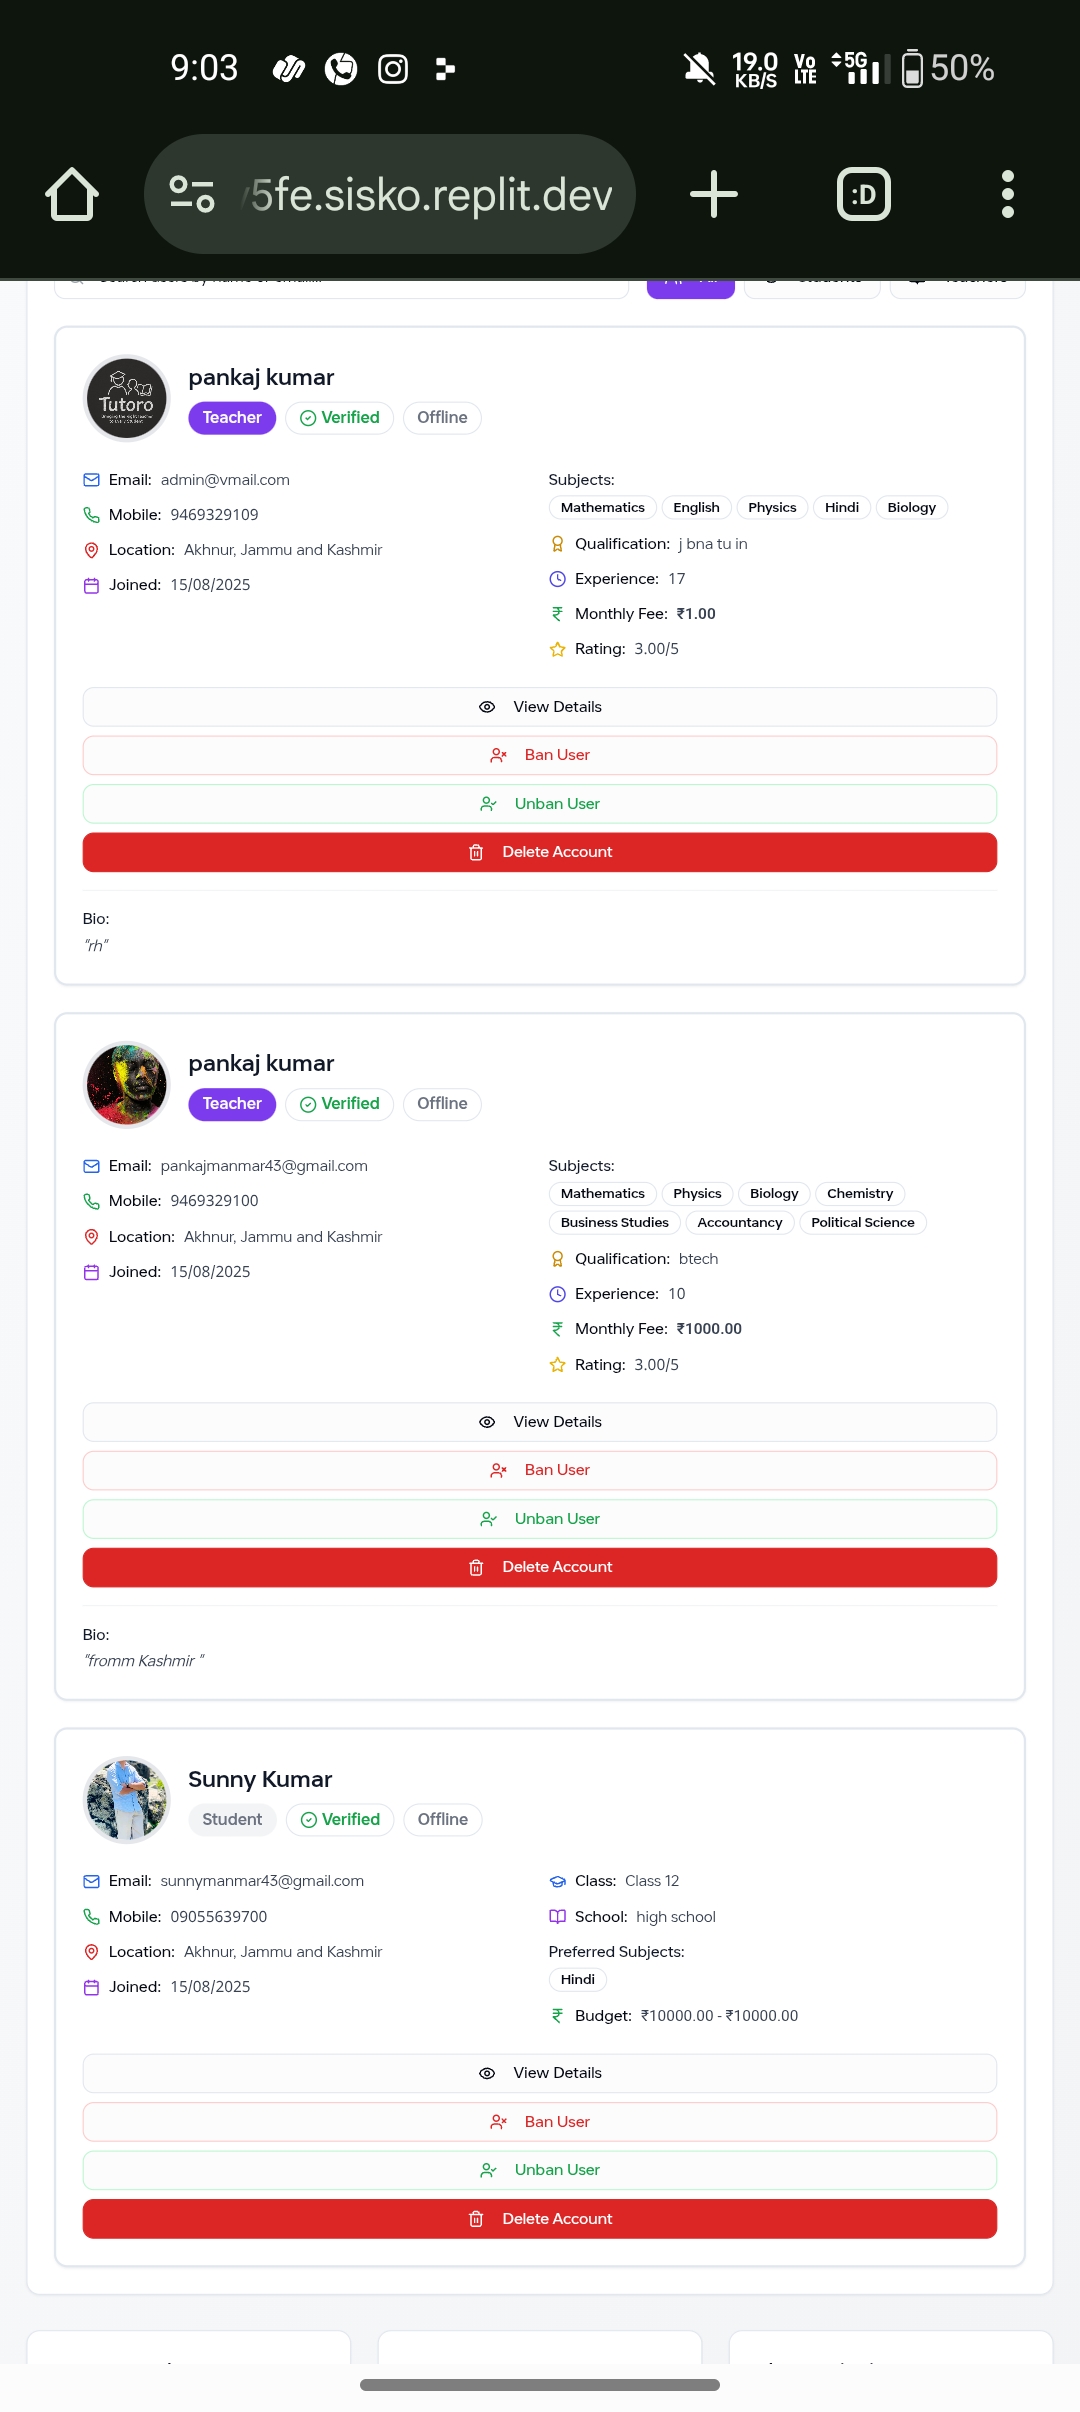 9:03
19.0 KB/S
Vo LTE
5G
50%
5fe.sisko.replit.dev
:D
pankaj kumar
Tutoro
Teacher Verified Offline
Email: admin@vmail.com
Mobile: 9469329109
Location: Akhnur, Jammu and Kashmir
Joined: 15/08/2025
Subjects:
Mathematics English Physics Hindi Biology
Qualification: j bna tu in
Experience: 17
Monthly Fee: ₹1.00
Rating: 3.00/5
View Details
Ban User
Unban User
Delete Account
Bio:
"rh"
pankaj kumar
Teacher Verified Offline
Email: pankajmanmar43@gmail.com
Mobile: 9469329100
Location: Akhnur, Jammu and Kashmir
Joined: 15/08/2025
Subjects:
Mathematics Physics Biology Chemistry
Business Studies Accountancy Political Science
Qualification: btech
Experience: 10
Monthly Fee: ₹1000.00
Rating: 3.00/5
View Details
Ban User
Unban User
Delete Account
Bio:
"fromm Kashmir "
Sunny Kumar
Student Verified Offline
Email: sunnymanmar43@gmail.com
Mobile: 09055639700
Location: Akhnur, Jammu and Kashmir
Joined: 15/08/2025
Class: Class 12
School: high school
Preferred Subjects:
Hindi
Budget: ₹10000.00 - ₹10000.00
View Details
Ban User
Unban User
Delete Account